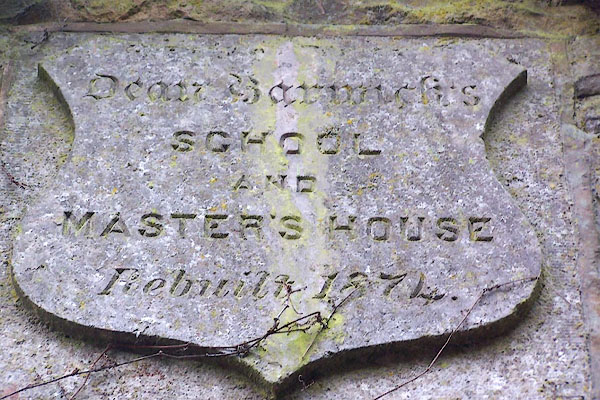 Dean Barwick's
SCHOOL
AND
MASTER'S HOUSE
Rebuilt 1874.